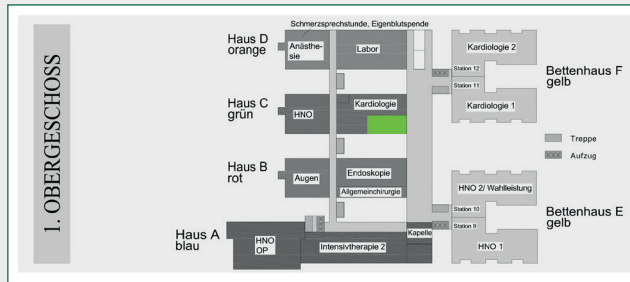 1. OBERGESCHOSS
Schmerzsprechstunde, Eigenblutspende
Haus D
orange
Anästhe-
sie
Labor
Kardiologie 2
Station 12
Bettenhaus F
gelb
Station 11
Kardiologie 1
Haus C
grün
HNO
Kardiologie
Treppe
Aufzug
Haus B
rot
Augen
Endoskopie
Allgemeinchirurgie
HNO 2/ Wahlleistung
Station 10
Bettenhaus E
gelb
Station 9
HNO 1
Haus A
blau
HNO
OP
Intensivtherapie 2
Kapelle